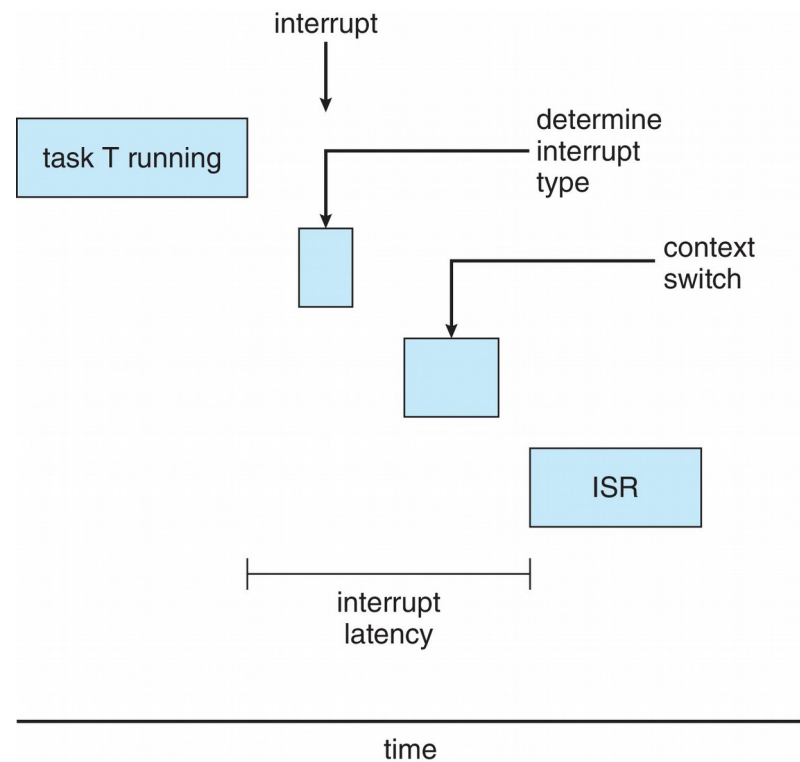 interrupt
task T running
determine
interrupt
type
context
switch
ISR
interrupt
latency
time